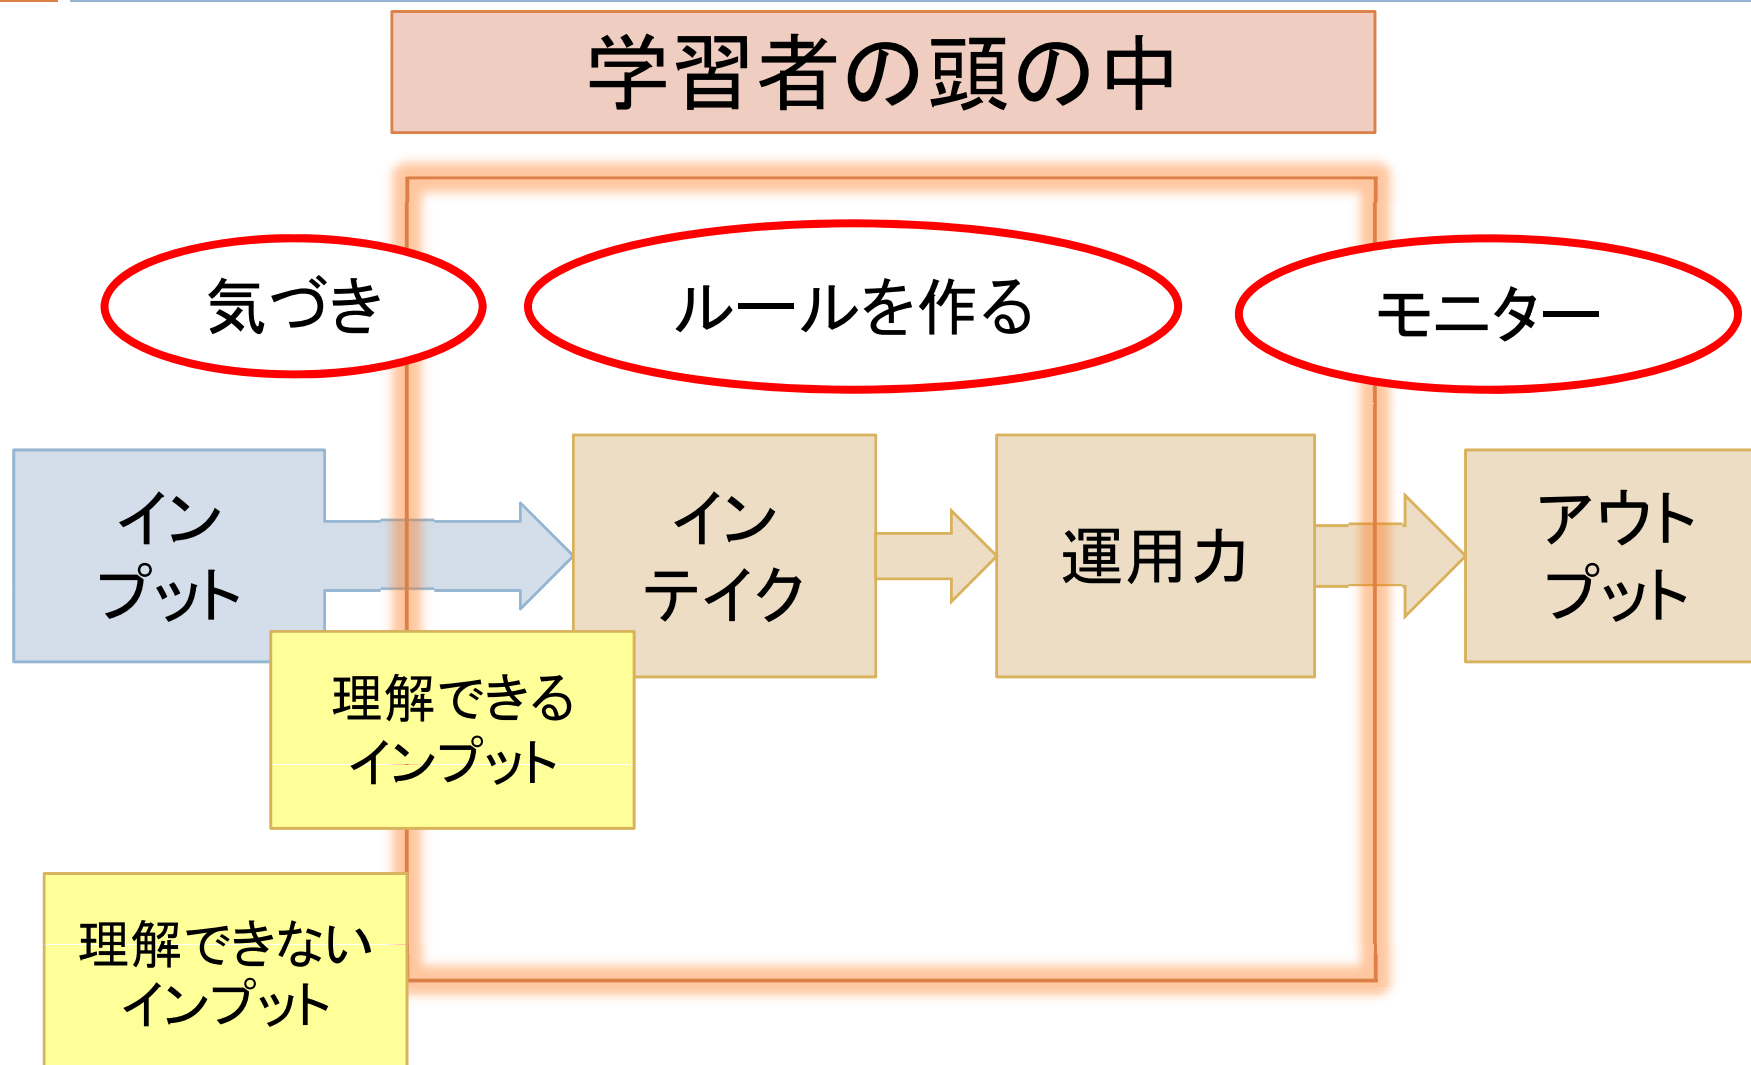 学習者の頭の中
気づき
ルールを作る
モニター
イン
プット
イン
テイク
運用力
アウト
プット
理解できる
インプット
理解できない
インプット